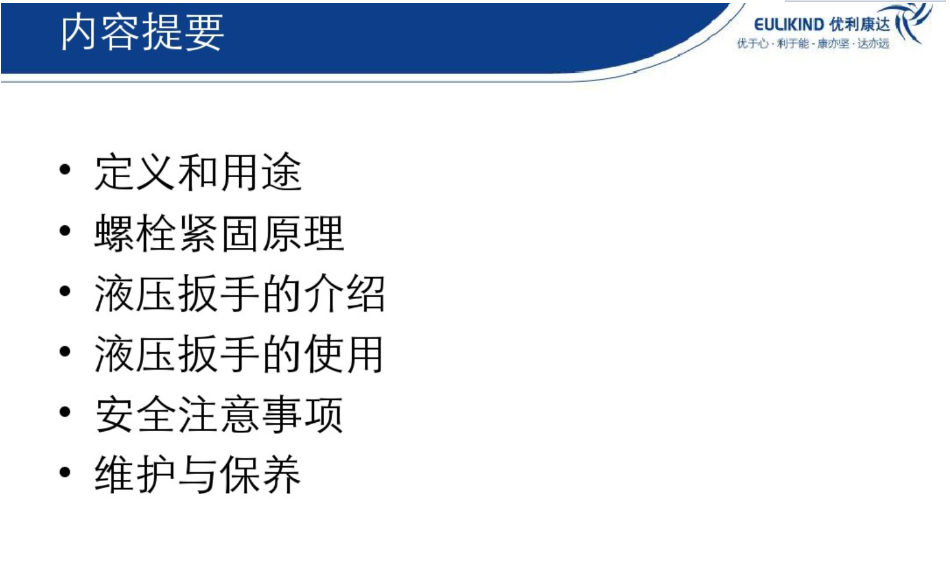 内容提要
EULIKIND 优利康达
优于心·利于能·康亦坚·达亦远
• 定义和用途
• 螺栓紧固原理
• 液压扳手的介绍
• 液压扳手的使用
• 安全注意事项
• 维护与保养